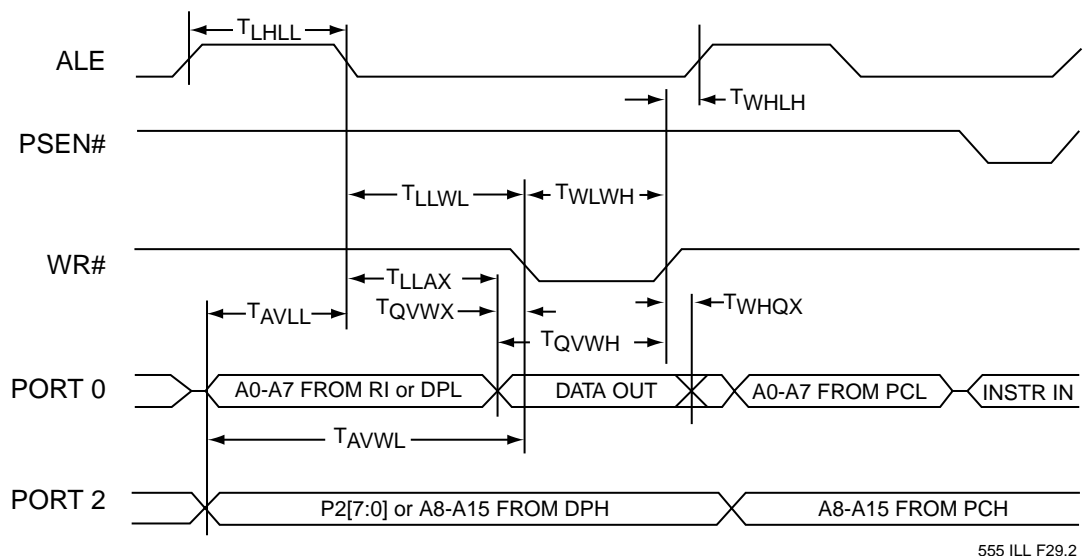 TLHLL
ALE
TWHLH
PSEN#
TLLWL
TWLWH
WR#
TLLAX
TAVLL
TQVWX
TWHQX
TQVWH
PORT 0
A0-A7 FROM RI or DPL
DATA OUT
A0-A7 FROM PCL
INSTR IN
TAVWL
PORT 2
P2[7:0] or A8-A15 FROM DPH
A8-A15 FROM PCH
555 ILL F29.2